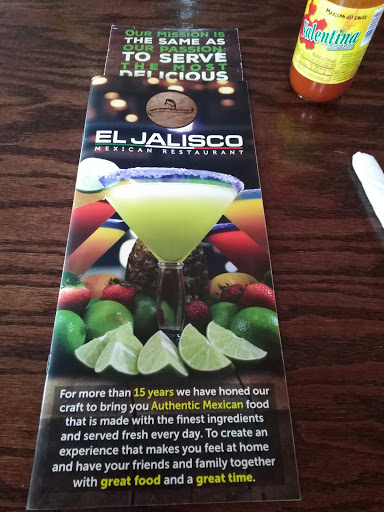 OUR MISSION IS
THE SAME AS
OUR PASSION
TO SERVE
THE MOST
DELICIOUS
MEXICAN HOT SAUCE
Valentina
EL JALISCO
MEXICAN RESTAURANT
For more than 15 years we have honed our
craft to bring you Authentic Mexican food
that is made with the finest ingredients
and served fresh every day. To create an
experience that makes you feel at home
and have your friends and family together
with great food and a great time.